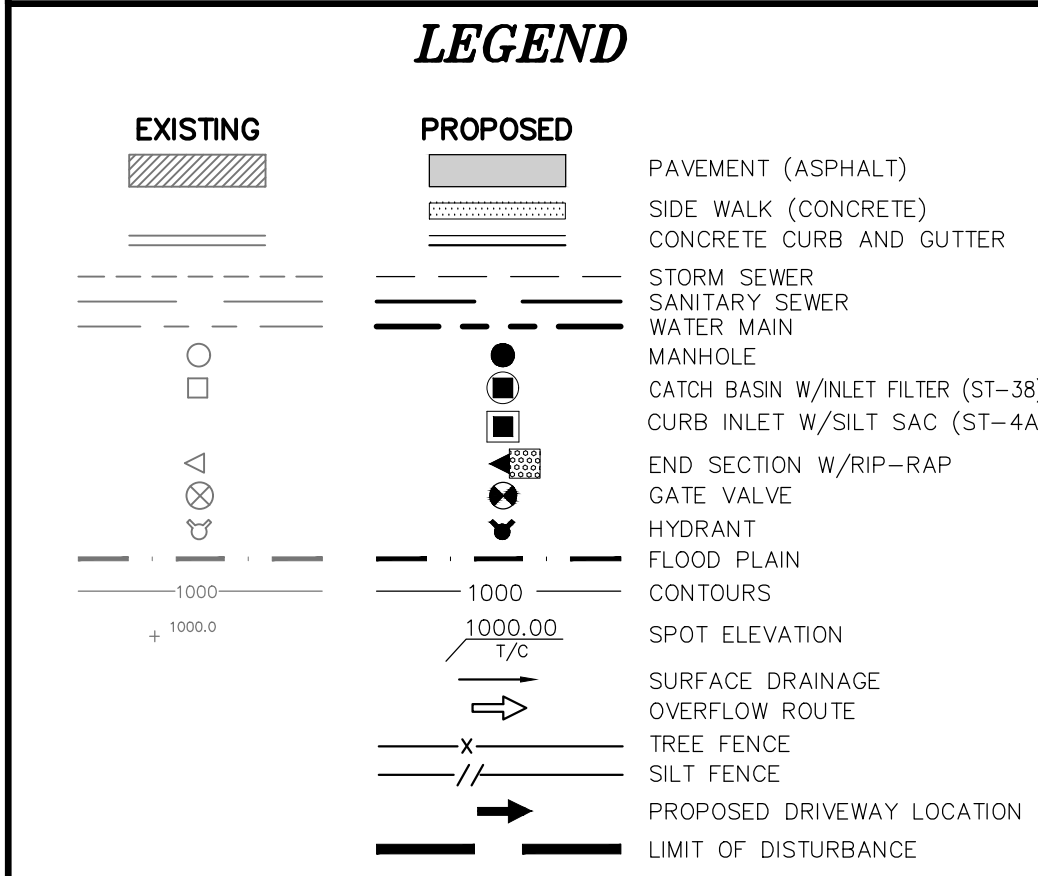 LEGEND
EXISTING PROPOSED
PAVEMENT (ASPHALT)
SIDE WALK (CONCRETE)
CONCRETE CURB AND GUTTER
STORM SEWER
SANITARY SEWER
WATER MAIN
MANHOLE
CATCH BASIN W/INLET FILTER (ST-38)
CURB INLET W/SILT SAC (ST-4A
END SECTION W/RIP-RAP
GATE VALVE
HYDRANT
FLOOD PLAIN
1000 1000 CONTOURS
+ 1000.0 1000.00 SPOT ELEVATION
T/C
SURFACE DRAINAGE
OVERFLOW ROUTE
X TREE FENCE
// SILT FENCE
PROPOSED DRIVEWAY LOCATION
LIMIT OF DISTURBANCE